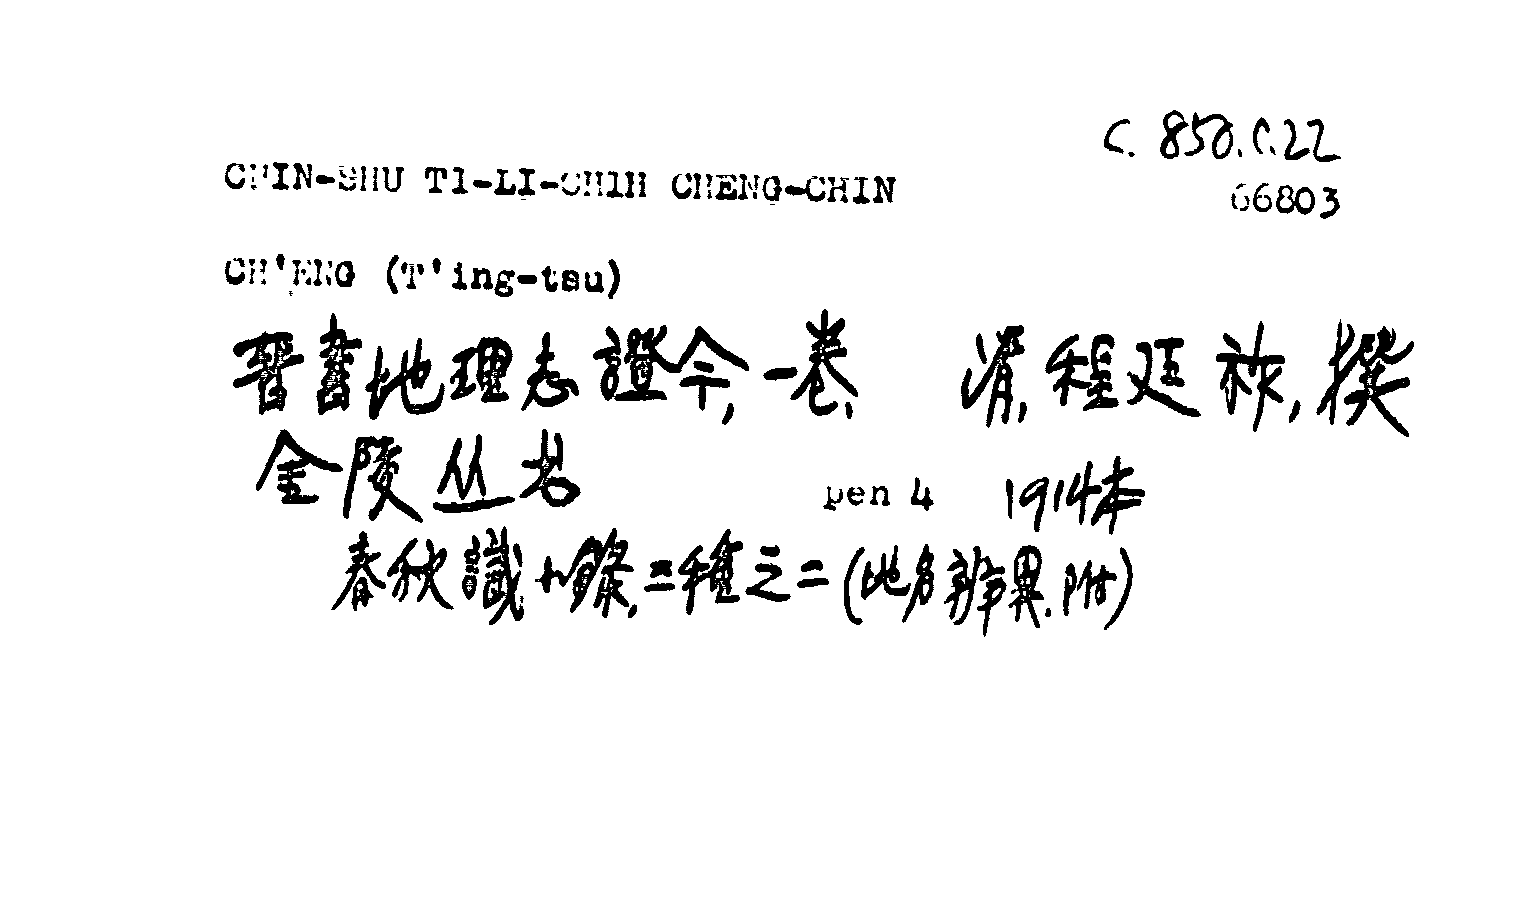 C. 850.C.22
66803
CHIN-SHU TI-LI-CHIH CHENG-CHIN
CH'ENG (T'ing-tsu)
晉書地理志證今,一卷, 清,程廷祚,撰
金陵丛书 pen 4 1914本
春秋識小錄,三種之二(地名辨異.附)